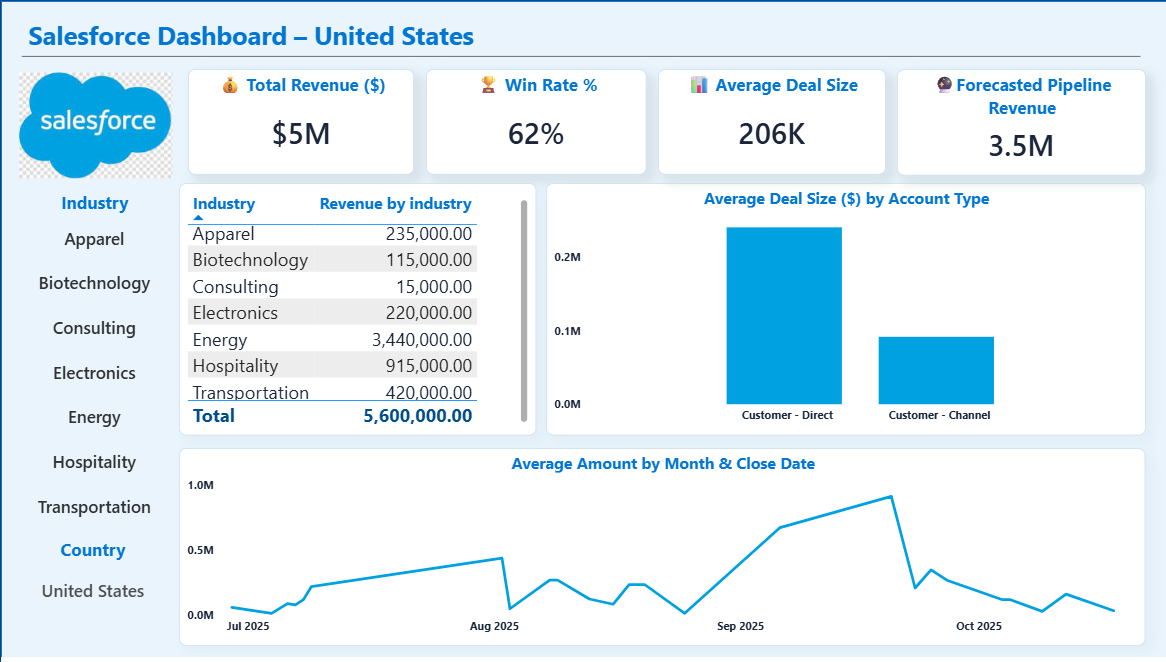 Salesforce Dashboard – United States
salesforce
💰 Total Revenue ($)
$5M
🏆 Win Rate %
62%
📊 Average Deal Size
206K
🔮 Forecasted Pipeline
Revenue
3.5M
Industry
Apparel
Biotechnology
Consulting
Electronics
Energy
Hospitality
Transportation
Country
United States
Industry Revenue by industry
Apparel 235,000.00
Biotechnology 115,000.00
Consulting 15,000.00
Electronics 220,000.00
Energy 3,440,000.00
Hospitality 915,000.00
Transportation 420,000.00
Total 5,600,000.00
Average Deal Size ($) by Account Type
0.2M
0.1M
0.0M
Customer - Direct Customer - Channel
Average Amount by Month & Close Date
1.0M
0.5M
0.0M
Jul 2025 Aug 2025 Sep 2025 Oct 2025